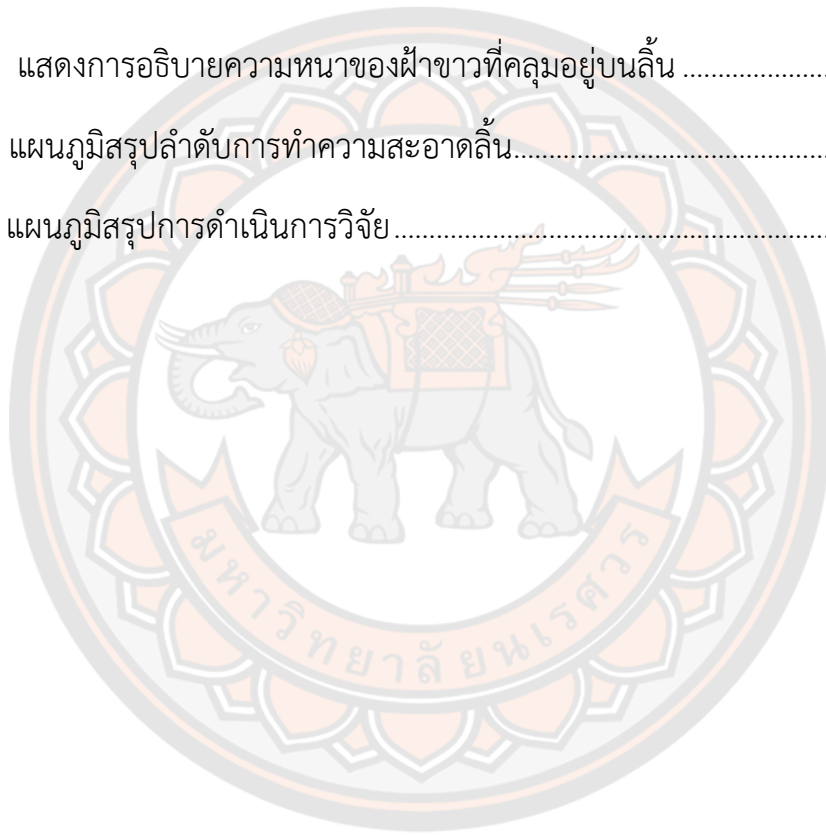 แสดงการอธิบายความหนาของฝ้าขาวที่คลุมอยู่บนลิ้น ......................
แผนภูมิสรุปลำดับการทำความสะอาดลิ้น................................................
แผนภูมิสรุปการดำเนินการวิจัย ..................................................................
มหาวิทยาลัยนเรศวร